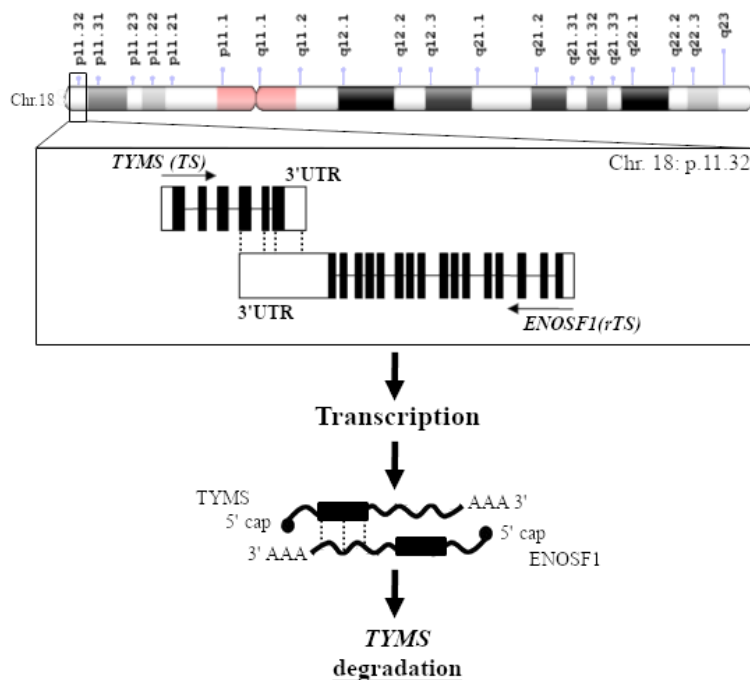 p11.32 p11.31 p11.23 p11.22 p11.21 p11.1 q11.1 q11.2 q12.1 q12.2 q12.3 q21.1 q21.2 q21.31 q21.32 q21.33 q22.1 q22.2 q22.3 q23
Chr.18
Chr. 18: p.11.32
TYMS (TS)
3'UTR
3'UTR
ENOSF1(rTS)
Transcription
TYMS
AAA 3'
5' cap
5' cap
3' AAA
ENOSF1
TYMS
degradation